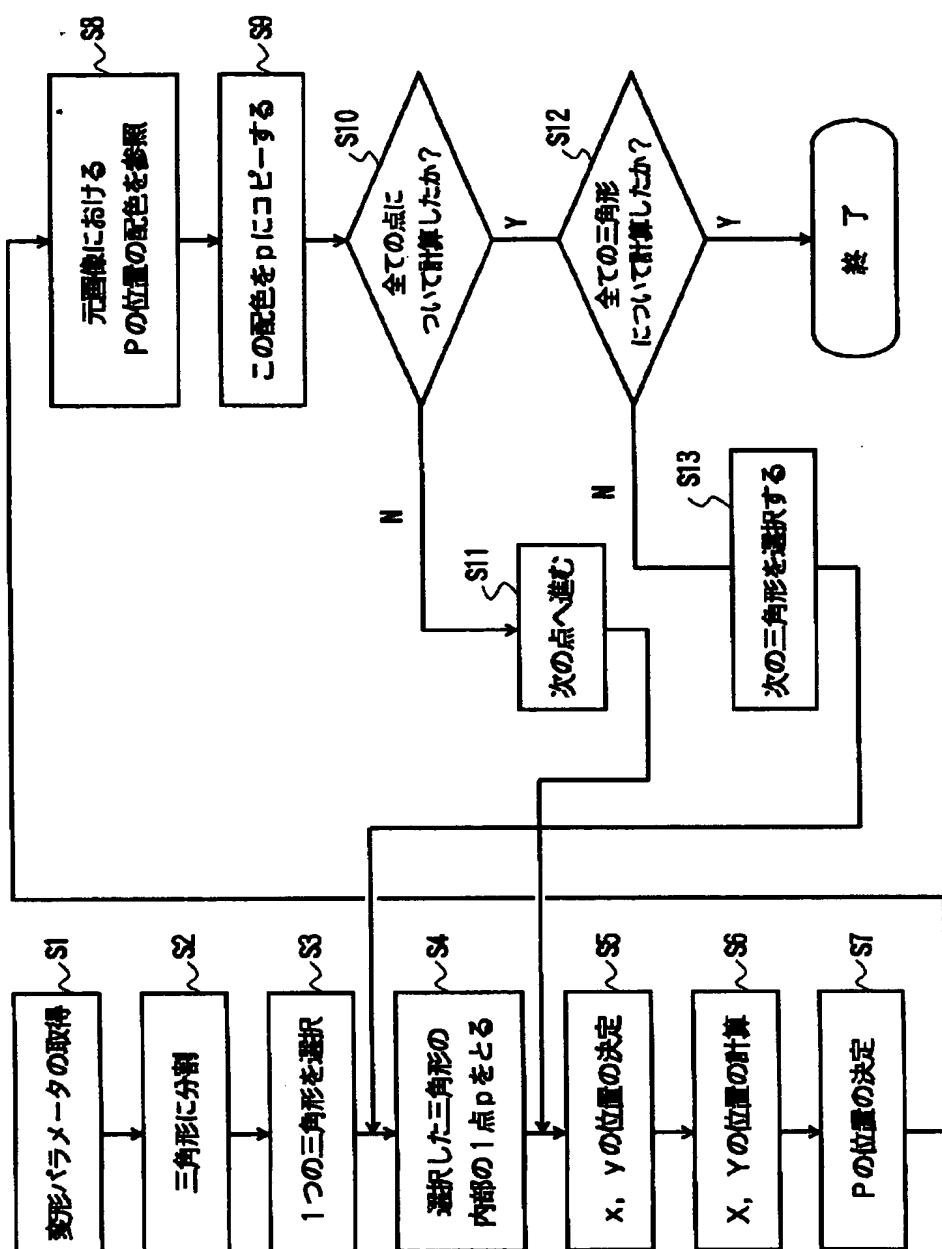 変形パラメータの取得
S1
三角形に分割
S2
1つの三角形を選択
S3
選択した三角形の
内部の1点pをとる
S4
x, yの位置の決定
S5
X, Yの位置の計算
S6
Pの位置の決定
S7
元画像における
Pの位置の配色を参照
S8
この配色をpにコピーする
S9
全ての点に
ついて計算したか?
S10
N
Y
次の点へ進む
S11
全ての三角形
について計算したか?
S12
N
Y
次の三角形を選択する
S13
終 了